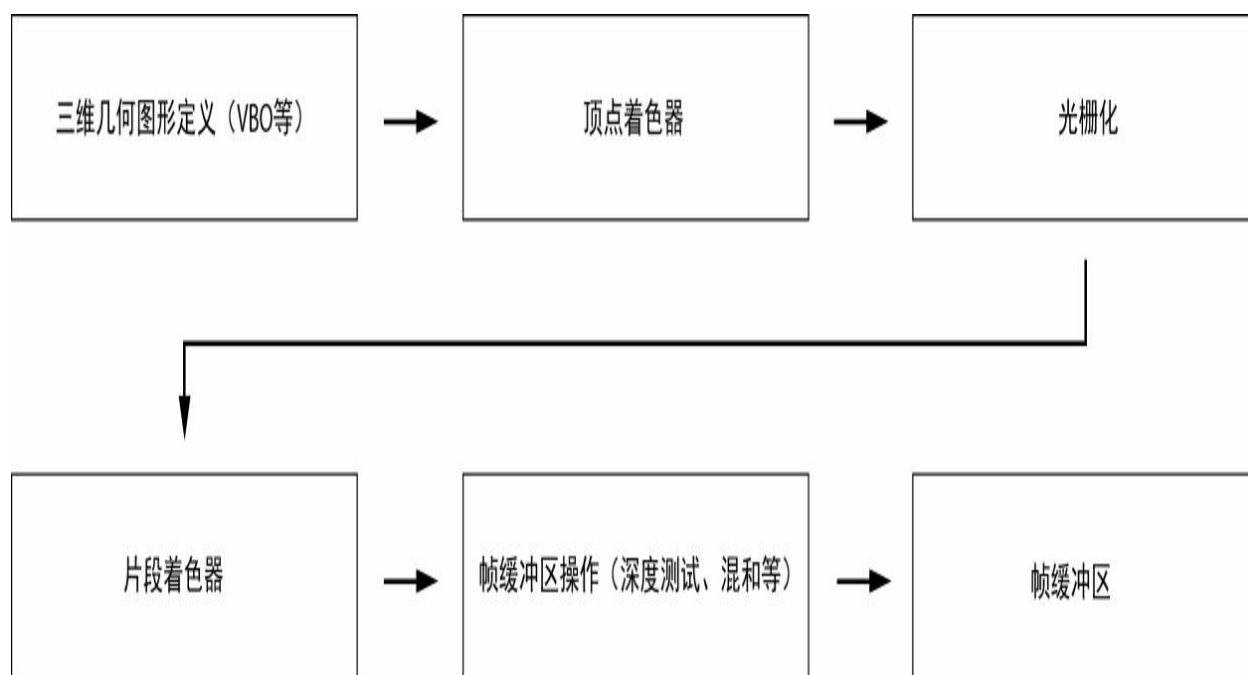 三维几何图形定义（VBO等）
顶点着色器
光栅化
片段着色器
帧缓冲区操作（深度测试、混和等）
帧缓冲区